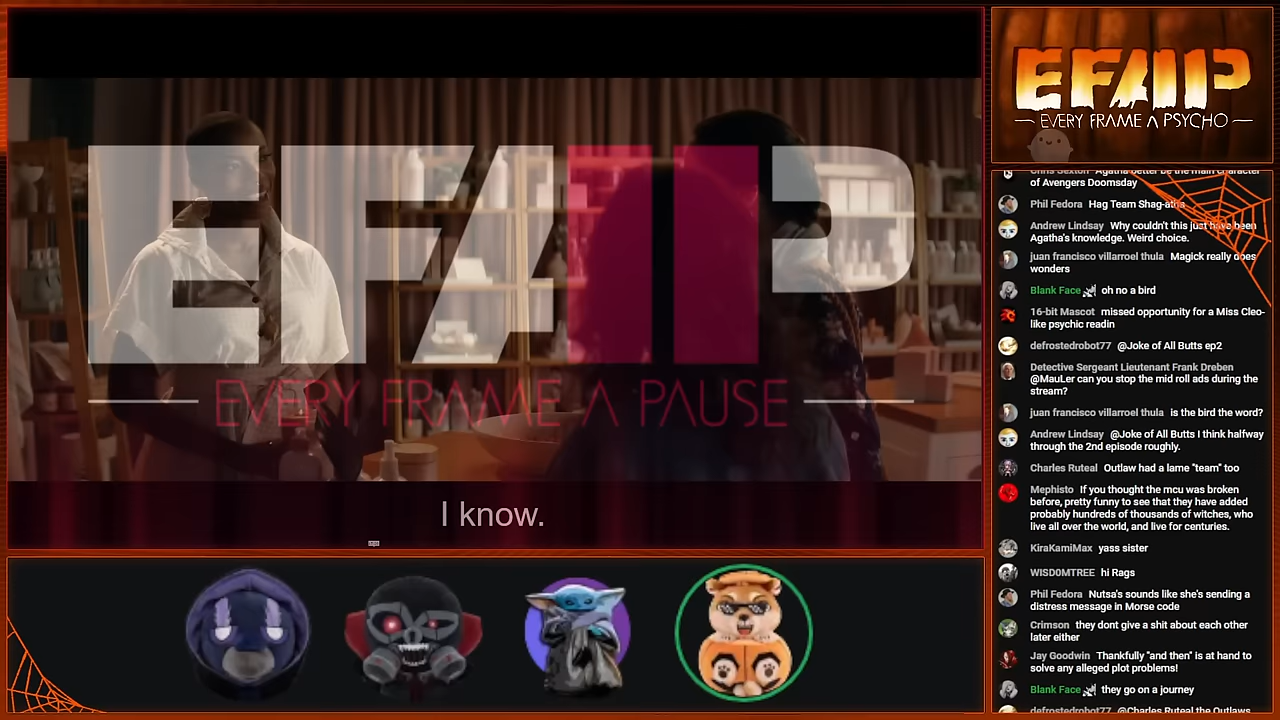 EFAP
EVERY FRAME A PAUSE
I know.
EFAP
EVERY FRAME A PSYCHO
Chris Sexton Agatha better be the main character
of Avengers Doomsday
Phil Fedora Hag Team Shag-atha
Andrew Lindsay Why couldn't this just have been
Agatha's knowledge. Weird choice.
juan francisco villarroel thula Magick really does
wonders
Blank Face oh no a bird
16-bit Mascot missed opportunity for a Miss Cleo-
like psychic readin
defrostedrobot77 @Joke of All Butts ep2
Detective Sergeant Lieutenant Frank Dreben
@MauLer can you stop the mid roll ads during the
stream?
juan francisco villarroel thula is the bird the word?
Andrew Lindsay @Joke of All Butts I think halfway
through the 2nd episode roughly.
Charles Ruteal Outlaw had a lame "team" too
Mephisto If you thought the mcu was broken
before, pretty funny to see that they have added
probably hundreds of thousands of witches, who
live all over the world, and live for centuries.
KiraKamiMax yass sister
WISD0MTREE hi Rags
Phil Fedora Nutsa's sounds like she's sending a
distress message in Morse code
Crimson they dont give a shit about each other
later either
Jay Goodwin Thankfully "and then" is at hand to
solve any alleged plot problems!
Blank Face they go on a journey
defrostedrobot77 @Charles Ruteal the Outlaws